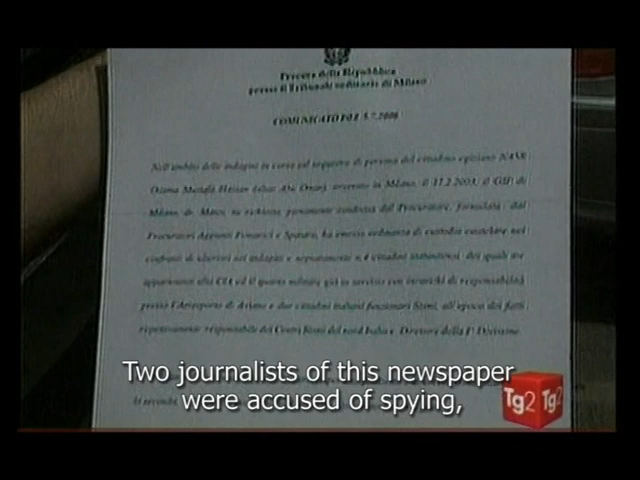 Procura della Repubblica
presso il Tribunale ordinario di Milano
COMUNICATO DEL 5.7.2006
Nell'ambito delle indagini in corso sul sequestro di persona del cittadino egiziano NASR
Osama Mustafà Hassan (alias Abu Omar), avvenuto in Milano, il 17.2.2003, il GIP di
Milano, dr. su richiesta condivisa dal Procuratore, formulata dai
Procuratori Aggiunti Pomarici e Spataro, ha emesso ordinanza di custodia cautelare nei
confronti di ulteriori sei indagati e segnatamente n.4 cittadini statunitensi, dei quali tre
appartenenti alla CIA ed il quarto militare già in servizio con incarichi di responsabilità
presso l'Aeroporto di Aviano e due cittadini italiani funzionari Sismi, all'epoca dei fatti
rispettivamente responsabile dei Centri Sismi del nord Italia e Direttore della Iª Divisione.
Two journalists of this newspaper
were accused of spying,
Tg2 Tg2